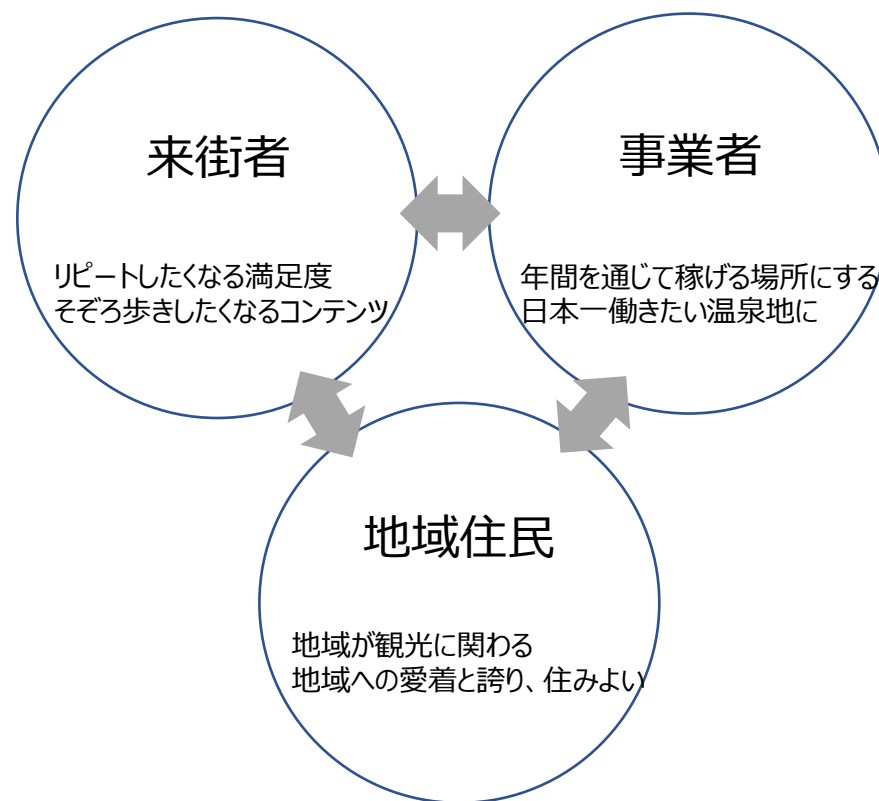 来街者
リピートしたくなる満足度
そぞろ歩きしたくなるコンテンツ
事業者
年間を通じて稼げる場所にする
日本一働きたい温泉地に
地域住民
地域が観光に関わる
地域への愛着と誇り、住みよい